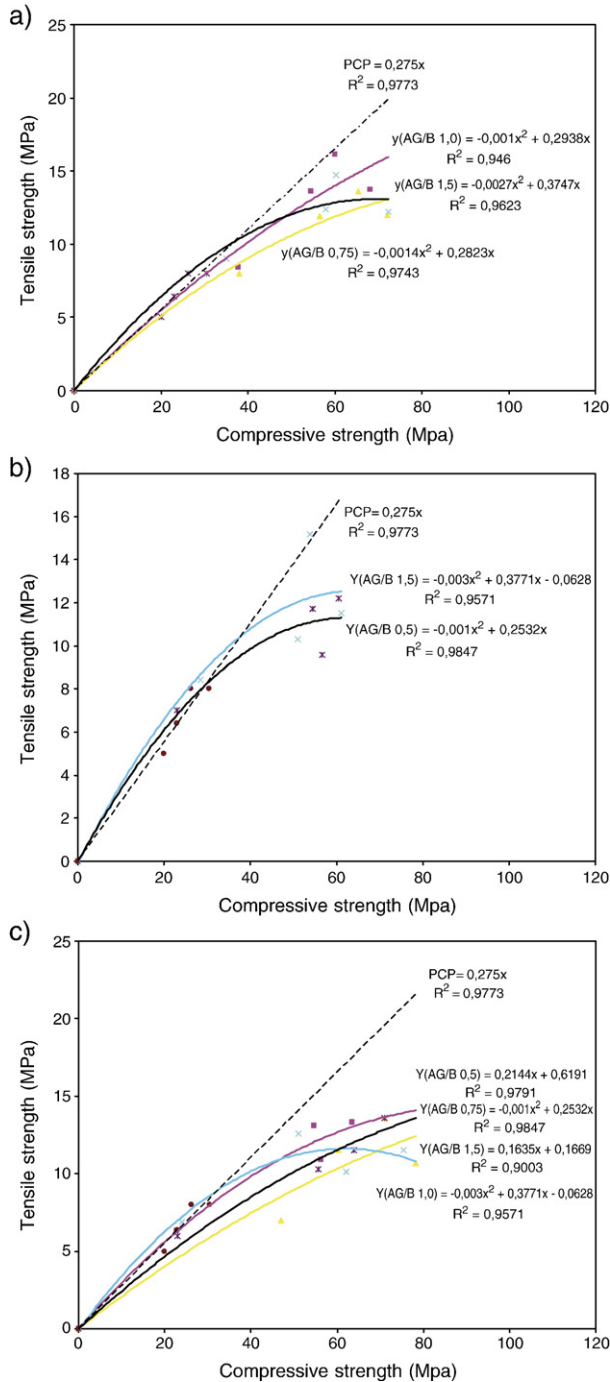 a)
25
20
15
10
5
0
Tensile strength (MPa)
PCP = 0,275x
R² = 0,9773
y(AG/B 1,0) = -0,001x² + 0,2938x
R² = 0,946
y(AG/B 1,5) = -0,0027x² + 0,3747x
R² = 0,9623
y(AG/B 0,75) = -0,0014x² + 0,2823x
R² = 0,9743
0 20 40 60 80 100 120
Compressive strength (Mpa)
b)
18
16
14
12
10
8
6
4
2
0
Tensile strength (MPa)
PCP= 0,275x
R² = 0,9773
Y(AG/B 1,5) = -0,003x² + 0,3771x - 0,0628
R² = 0,9571
Y(AG/B 0,5) = -0,001x² + 0,2532x
R² = 0,9847
0 20 40 60 80 100 120
Compressive strength (Mpa)
c)
25
20
15
10
5
0
Tensile strength (MPa)
PCP= 0,275x
R² = 0,9773
Y(AG/B 0,5) = 0,2144x + 0,6191
R² = 0,9791
Y(AG/B 0,75) = -0,001x² + 0,2532x
R² = 0,9847
Y(AG/B 1,5) = 0,1635x + 0,1669
R² = 0,9003
Y(AG/B 1,0) = -0,003x² + 0,3771x - 0,0628
R² = 0,9571
0 20 40 60 80 100 120
Compressive strength (Mpa)